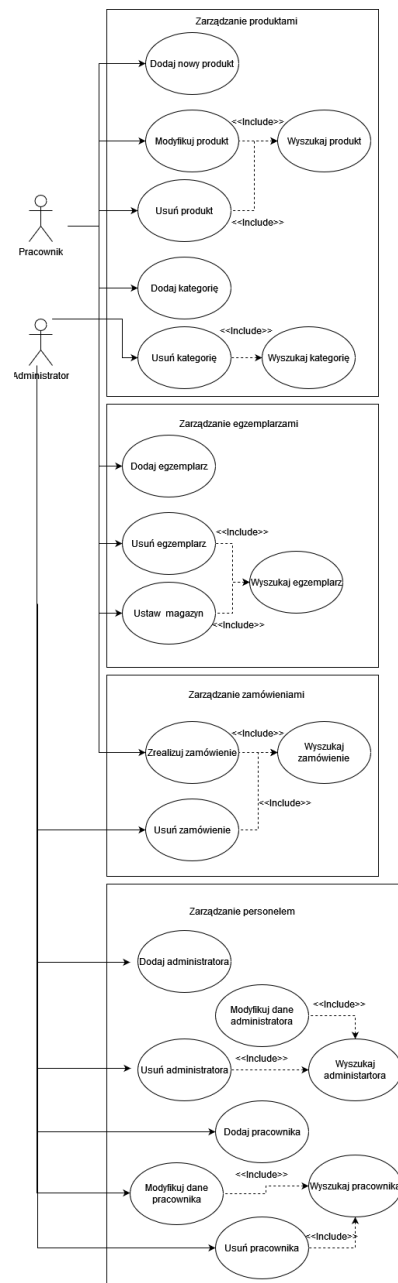 Zarządzanie produktami
Dodaj nowy produkt
<<Include>>
Modyfikuj produkt
Wyszukaj produkt
Usuń produkt
<<Include>>
Pracownik
Dodaj kategorię
<<Include>>
Usuń kategorię
Wyszukaj kategorię
Administrator
Zarządzanie egzemplarzami
Dodaj egzemplarz
<<Include>>
Usuń egzemplarz
Wyszukaj egzemplarz
Ustaw magazyn
<<Include>>
Zarządzanie zamówieniami
<<Include>>
Zrealizuj zamówienie
Wyszukaj
zamówienie
<<Include>>
Usuń zamówienie
Zarządzanie personelem
Dodaj administratora
<<Include>>
Modyfikuj dane
administratora
<<Include>>
Usuń administratora
Wyszukaj
administartora
Dodaj pracownika
<<Include>>
Modyfikuj dane
pracownika
Wyszukaj pracownika
<<Include>>
Usuń pracownika